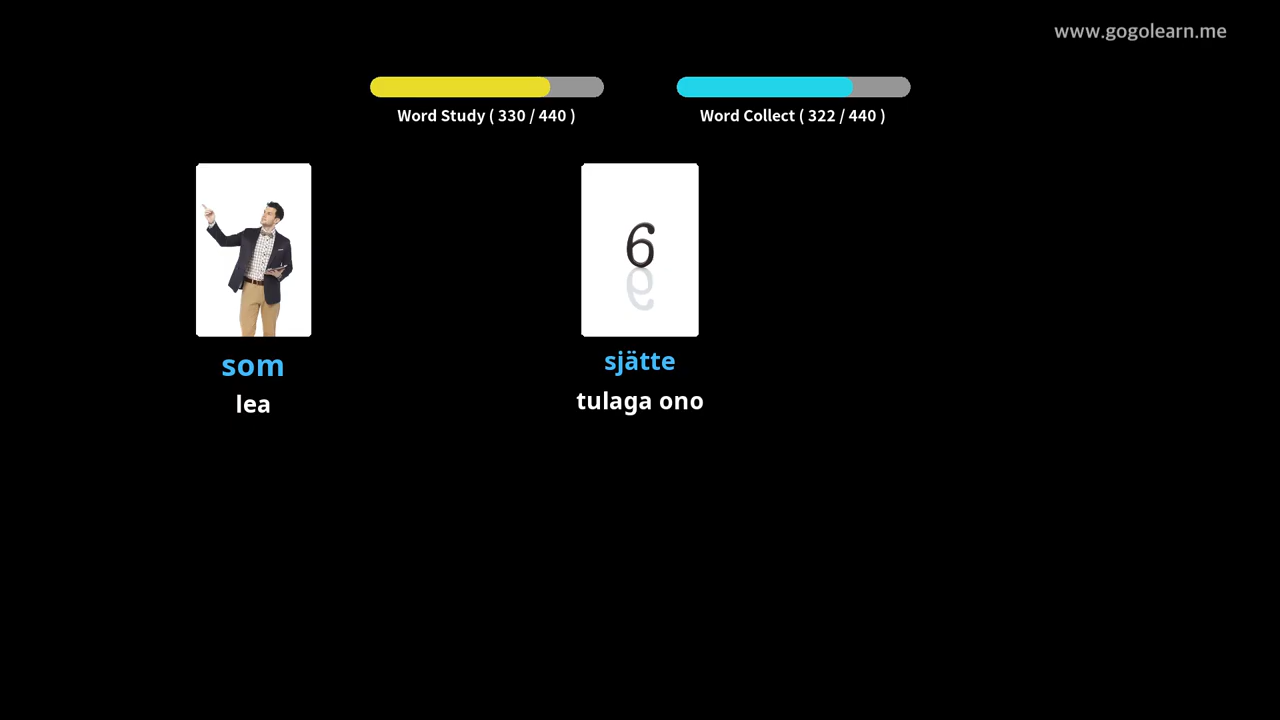 www.gogolearn.me
Word Study ( 330 / 440 )
Word Collect ( 322 / 440 )
6
som
lea
sjätte
tulaga ono